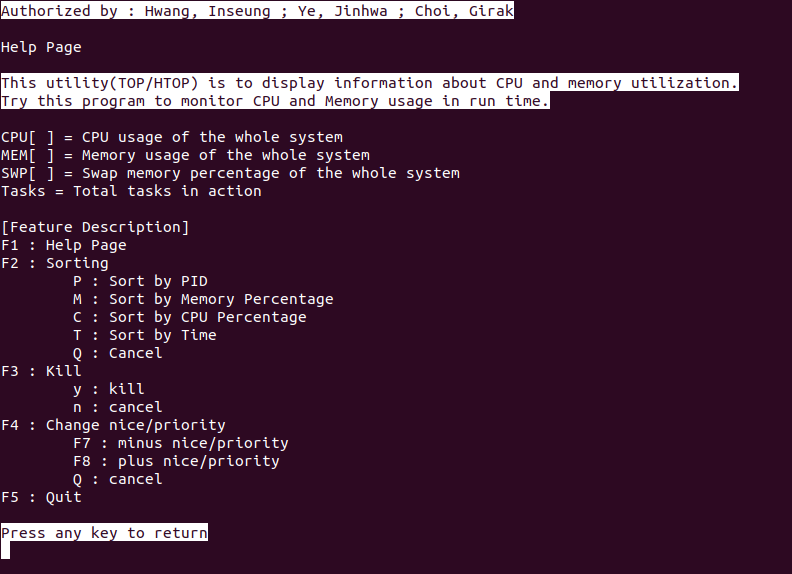 Authorized by : Hwang, Inseung ; Ye, Jinhwa ; Choi, Girak
Help Page
This utility(TOP/HTOP) is to display information about CPU and memory utilization.
Try this program to monitor CPU and Memory usage in run time.
CPU[ ] = CPU usage of the whole system
MEM[ ] = Memory usage of the whole system
SWP[ ] = Swap memory percentage of the whole system
Tasks = Total tasks in action
[Feature Description]
F1 : Help Page
F2 : Sorting
P : Sort by PID
M : Sort by Memory Percentage
C : Sort by CPU Percentage
T : Sort by Time
Q : Cancel
F3 : Kill
y : kill
n : cancel
F4 : Change nice/priority
F7 : minus nice/priority
F8 : plus nice/priority
Q : cancel
F5 : Quit
Press any key to return